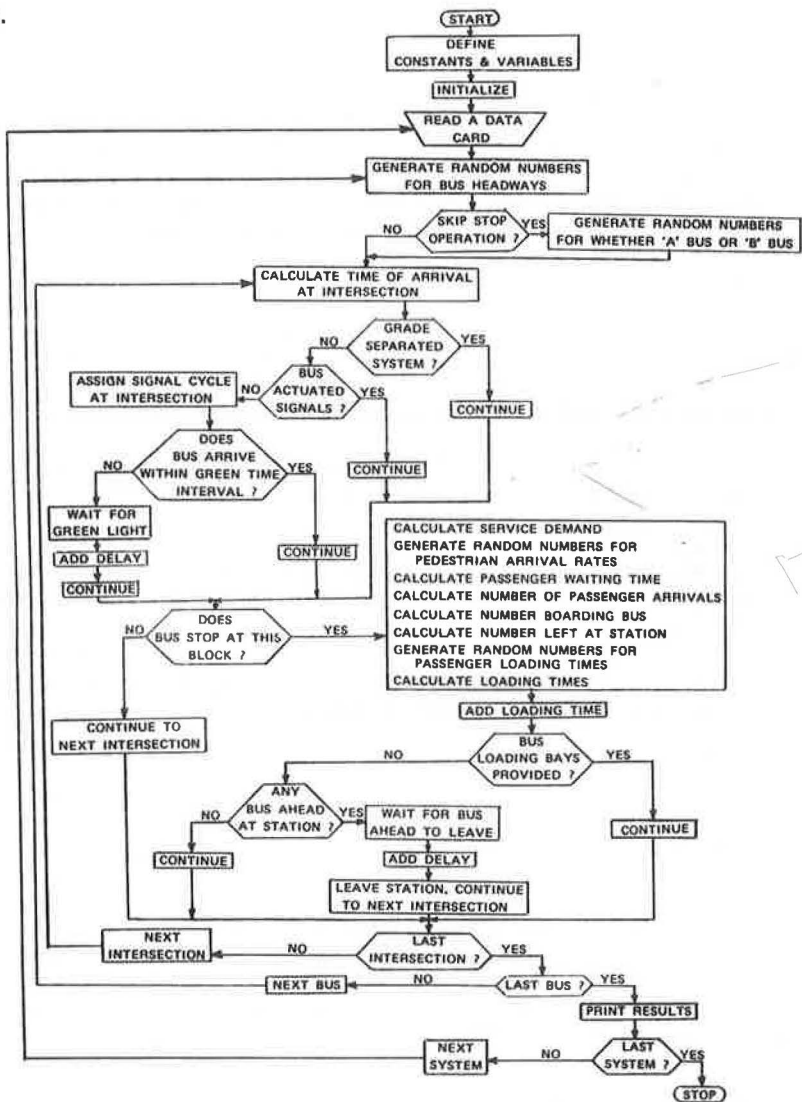 START
DEFINE
CONSTANTS & VARIABLES
INITIALIZE
READ A DATA
CARD
GENERATE RANDOM NUMBERS
FOR BUS HEADWAYS
NO
SKIP STOP
OPERATION ?
YES
GENERATE RANDOM NUMBERS
FOR WHETHER 'A' BUS OR 'B' BUS
CALCULATE TIME OF ARRIVAL
AT INTERSECTION
NO
GRADE
SEPARATED
SYSTEM ?
YES
ASSIGN SIGNAL CYCLE
AT INTERSECTION
NO
BUS
ACTUATED
SIGNALS ?
YES
CONTINUE
NO
DOES
BUS ARRIVE
WITHIN GREEN TIME
INTERVAL ?
YES
CONTINUE
WAIT FOR
GREEN LIGHT
ADD DELAY
CONTINUE
CONTINUE
CALCULATE SERVICE DEMAND
GENERATE RANDOM NUMBERS FOR
PEDESTRIAN ARRIVAL RATES
CALCULATE PASSENGER WAITING TIME
CALCULATE NUMBER OF PASSENGER ARRIVALS
CALCULATE NUMBER BOARDING BUS
CALCULATE NUMBER LEFT AT STATION
GENERATE RANDOM NUMBERS FOR
PASSENGER LOADING TIMES
CALCULATE LOADING TIMES
NO
DOES
BUS STOP AT THIS
BLOCK ?
YES
ADD LOADING TIME
CONTINUE TO
NEXT INTERSECTION
NO
BUS
LOADING BAYS
PROVIDED ?
YES
NO
ANY
BUS AHEAD
AT STATION ?
YES
WAIT FOR BUS
AHEAD TO LEAVE
CONTINUE
CONTINUE
ADD DELAY
LEAVE STATION, CONTINUE
TO NEXT INTERSECTION
NEXT
INTERSECTION
NO
LAST
INTERSECTION ?
YES
NEXT BUS
NO
LAST BUS ?
YES
PRINT RESULTS
NEXT
SYSTEM
NO
LAST
SYSTEM ?
YES
STOP